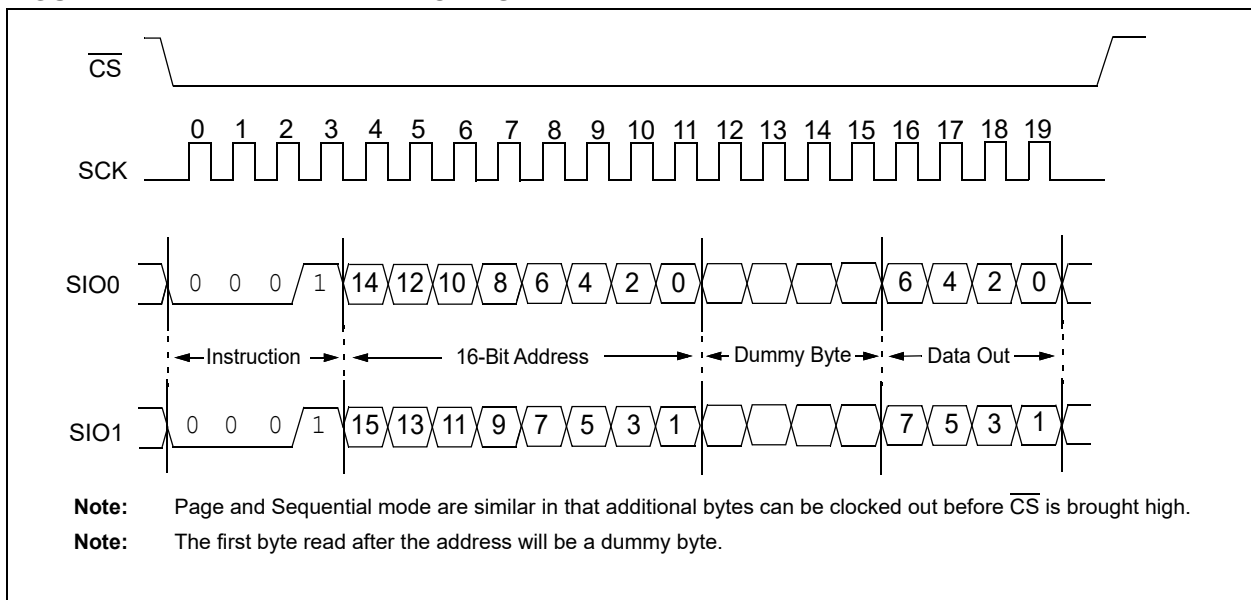 CS
0 1 2 3 4 5 6 7 8 9 10 11 12 13 14 15 16 17 18 19
SCK
SIO0 0 0 0 1 14 12 10 8 6 4 2 0 6 4 2 0
Instruction 16-Bit Address Dummy Byte Data Out
SIO1 0 0 0 1 15 13 11 9 7 5 3 1 7 5 3 1
Note: Page and Sequential mode are similar in that additional bytes can be clocked out before CS is brought high.
Note: The first byte read after the address will be a dummy byte.